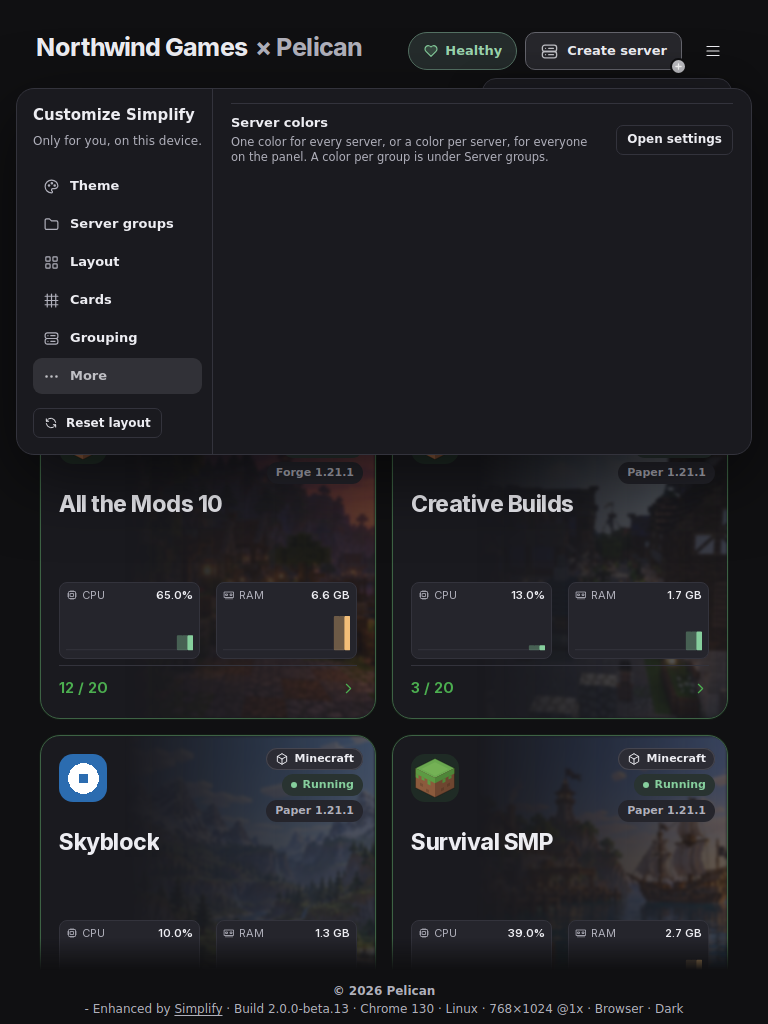 Northwind Games × Pelican
Healthy
Create server
Customize Simplify
Only for you, on this device.
Theme
Server groups
Layout
Cards
Grouping
More
Reset layout
Server colors
One color for every server, or a color per server, for everyone
on the panel. A color per group is under Server groups.
Open settings
Forge 1.21.1
All the Mods 10
CPU 65.0%
RAM 6.6 GB
12 / 20
Paper 1.21.1
Creative Builds
CPU 13.0%
RAM 1.7 GB
3 / 20
Minecraft
Running
Paper 1.21.1
Skyblock
CPU 10.0%
RAM 1.3 GB
Minecraft
Running
Paper 1.21.1
Survival SMP
CPU 39.0%
RAM 2.7 GB
© 2026 Pelican
- Enhanced by Simplify · Build 2.0.0-beta.13 · Chrome 130 · Linux · 768×1024 @1x · Browser · Dark